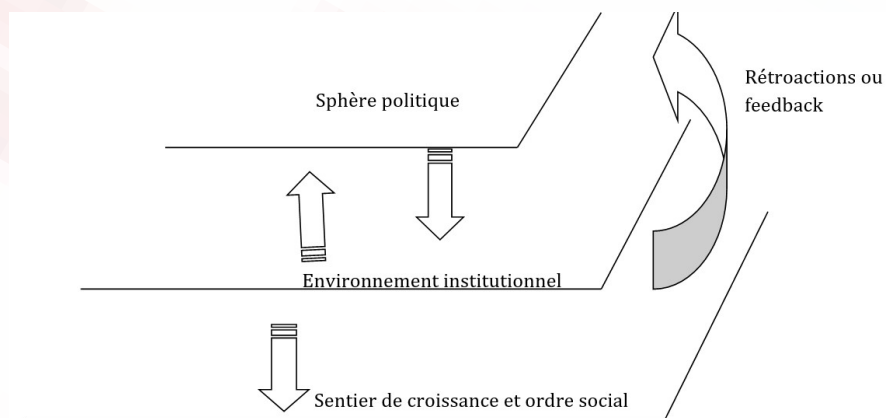 Sphère politique
Rétroactions ou
feedback
Environnement institutionnel
Sentier de croissance et ordre social